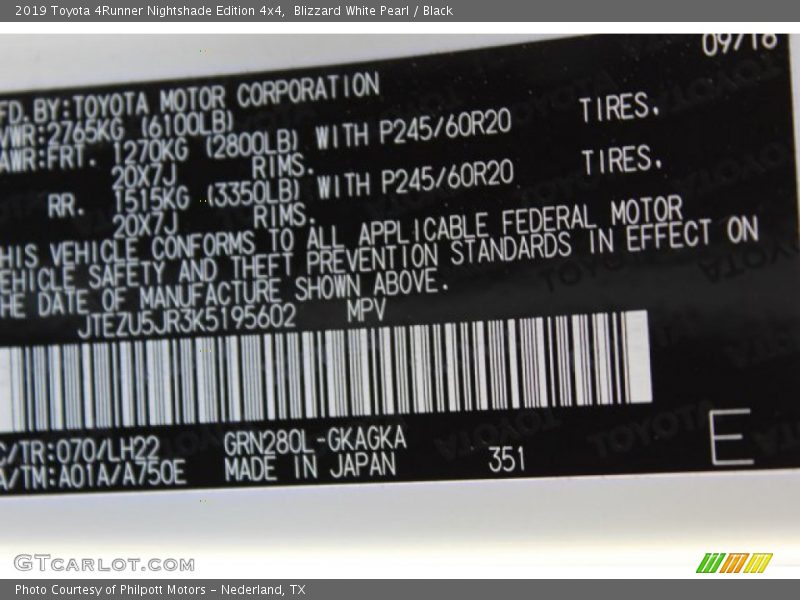 2019 Toyota 4Runner Nightshade Edition 4x4,  Blizzard White Pearl / Black
09/18
FD.BY:TOYOTA MOTOR CORPORATION
VWR:2765KG (6100LB)
AWR:FRT. 1270KG (2800LB) WITH P245/60R20 TIRES.
20X7J RIMS.
RR. 1515KG (3350LB) WITH P245/60R20 TIRES.
20X7J RIMS.
HIS VEHICLE CONFORMS TO ALL APPLICABLE FEDERAL MOTOR
EHICLE SAFETY AND THEFT PREVENTION STANDARDS IN EFFECT ON
HE DATE OF MANUFACTURE SHOWN ABOVE.
JTEZU5JR3K5195602 MPV
C/TR:070/LH22 GRN280L-GKAGKA
A/TM:A01A/A750E MADE IN JAPAN 351
E
GTCARLOT.COM
Photo Courtesy of Philpott Motors - Nederland, TX